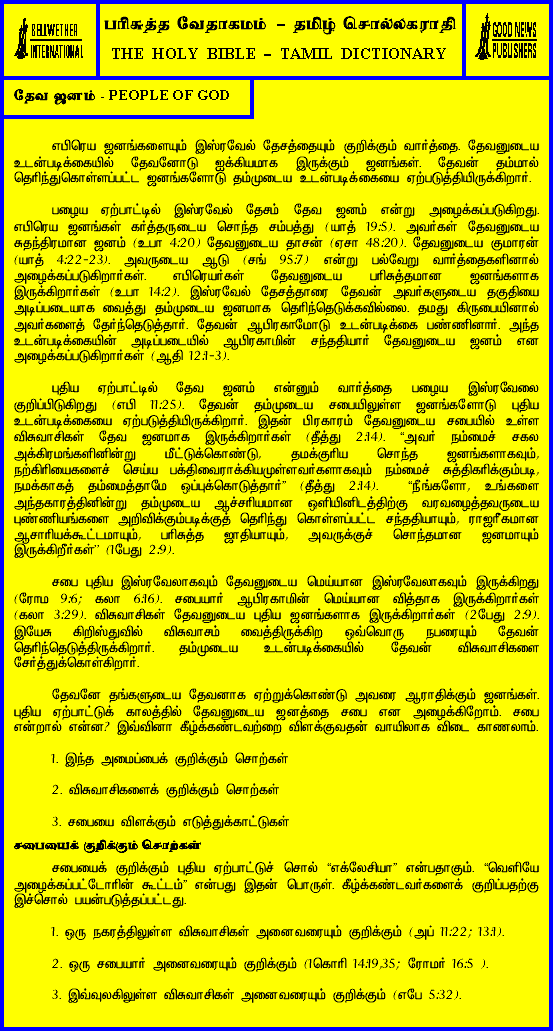 BELLWETHER
INTERNATIONAL
பரிசுத்த வேதாகமம் – தமிழ் சொல்லகராதி
THE HOLY BIBLE – TAMIL DICTIONARY
GOOD NEWS
PUBLISHERS
தேவ ஜனம் - PEOPLE OF GOD
எபிரெய ஜனங்களையும் இஸ்ரவேல் தேசத்தையும் குறிக்கும் வார்த்தை. தேவனுடைய
உடன்படிக்கையில் தேவனோடு ஐக்கியமாக இருக்கும் ஜனங்கள். தேவன் தம்மால்
தெரிந்துகொள்ளப்பட்ட ஜனங்களோடு தம்முடைய உடன்படிக்கையை ஏற்படுத்தியிருக்கிறார்.
பழைய ஏற்பாட்டில் இஸ்ரவேல் தேசம் தேவ ஜனம் என்று அழைக்கப்படுகிறது.
எபிரெய ஜனங்கள் கர்த்தருடைய சொந்த சம்பத்து (யாத் 19:5). அவர்கள் தேவனுடைய
சுதந்திரமான ஜனம் (உபா 4:20) தேவனுடைய தாசன் (ஏசா 48:20). தேவனுடைய குமாரன்
(யாத் 4:22-23). அவருடைய ஆடு (சங் 95:7) என்று பல்வேறு வார்த்தைகளினால்
அழைக்கப்படுகிறார்கள். எபிரெயர்கள் தேவனுடைய பரிசுத்தமான ஜனங்களாக
இருக்கிறார்கள் (உபா 14:2). இஸ்ரவேல் தேசத்தாரை தேவன் அவர்களுடைய தகுதியை
அடிப்படையாக வைத்து தம்முடைய ஜனமாக தெரிந்தெடுக்கவில்லை. தமது கிருபையினால்
அவர்களைத் தேர்ந்தெடுத்தார். தேவன் ஆபிரகாமோடு உடன்படிக்கை பண்ணினார். அந்த
உடன்படிக்கையின் அடிப்படையில் ஆபிரகாமின் சந்ததியார் தேவனுடைய ஜனம் என
அழைக்கப்படுகிறார்கள் (ஆதி 12:1-3).
புதிய ஏற்பாட்டில் தேவ ஜனம் என்னும் வார்த்தை பழைய இஸ்ரவேலை
குறிப்பிடுகிறது (எபி 11:25). தேவன் தம்முடைய சபையிலுள்ள ஜனங்களோடு புதிய
உடன்படிக்கையை ஏற்படுத்தியிருக்கிறார். இதன் பிரகாரம் தேவனுடைய சபையில் உள்ள
விசுவாசிகள் தேவ ஜனமாக இருக்கிறார்கள் (தீத்து 2:14). “அவர் நம்மைச் சகல
அக்கிரமங்களினின்று மீட்டுக்கொண்டு, தமக்குரிய சொந்த ஜனங்களாகவும்,
நற்கிரியைகளைச் செய்ய பக்திவைராக்கியமுள்ளவர்களாகவும் நம்மைச் சுத்திகரிக்கும்படி,
நமக்காகத் தம்மைத்தாமே ஒப்புக்கொடுத்தார்” (தீத்து 2:14). “நீங்களோ, உங்களை
அந்தகாரத்தினின்று தம்முடைய ஆச்சரியமான ஒளியினிடத்திற்கு வரவழைத்தவருடைய
புண்ணியங்களை அறிவிக்கும்படிக்குத் தெரிந்து கொள்ளப்பட்ட சந்ததியாயும், ராஜரீகமான
ஆசாரியக்கூட்டமாயும், பரிசுத்த ஜாதியாயும், அவருக்குச் சொந்தமான ஜனமாயும்
இருக்கிறீர்கள்” (1பேது 2:9).
சபை புதிய இஸ்ரவேலாகவும் தேவனுடைய மெய்யான இஸ்ரவேலாகவும் இருக்கிறது
(ரோம 9:6; கலா 6:16). சபையார் ஆபிரகாமின் மெய்யான வித்தாக இருக்கிறார்கள்
(கலா 3:29). விசுவாசிகள் தேவனுடைய புதிய ஜனங்களாக இருக்கிறார்கள் (2பேது 2:9).
இயேசு கிறிஸ்துவில் விசுவாசம் வைத்திருக்கிற ஒவ்வொரு நபரையும் தேவன்
தெரிந்தெடுத்திருக்கிறார். தம்முடைய உடன்படிக்கையில் தேவன் விசுவாசிகளை
சேர்த்துக்கொள்கிறார்.
தேவனே தங்களுடைய தேவனாக ஏற்றுக்கொண்டு அவரை ஆராதிக்கும் ஜனங்கள்.
புதிய ஏற்பாட்டுக் காலத்தில் தேவனுடைய ஜனத்தை சபை என அழைக்கிறோம். சபை
என்றால் என்ன? இவ்வினா கீழ்க்கண்டவற்றை விளக்குவதன் வாயிலாக விடை காணலாம்.
1. இந்த அமைப்பைக் குறிக்கும் சொற்கள்
2. விசுவாசிகளைக் குறிக்கும் சொற்கள்
3. சபையை விளக்கும் எடுத்துக்காட்டுகள்
சபையைக் குறிக்கும் சொற்கள்
சபையைக் குறிக்கும் புதிய ஏற்பாட்டுச் சொல் “எக்லேசியா” என்பதாகும். “வெளியே
அழைக்கப்பட்டோரின் கூட்டம்” என்பது இதன் பொருள். கீழ்க்கண்டவர்களைக் குறிப்பதற்கு
இச்சொல் பயன்படுத்தப்பட்டது.
1. ஒரு நகரத்திலுள்ள விசுவாசிகள் அனைவரையும் குறிக்கும் (அப் 11:22; 13:1).
2. ஒரு சபையார் அனைவரையும் குறிக்கும் (1கொரி 14:19,35; ரோமர் 16:5 ).
3. இவ்வுலகிலுள்ள விசுவாசிகள் அனைவரையும் குறிக்கும் (எபே 5:32).